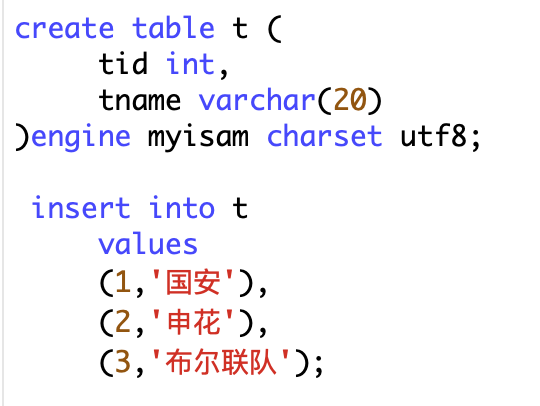 create table t (
tid int,
tname varchar(20)
)engine myisam charset utf8;
insert into t
values
(1,'国安'),
(2,'申花'),
(3,'布尔联队');